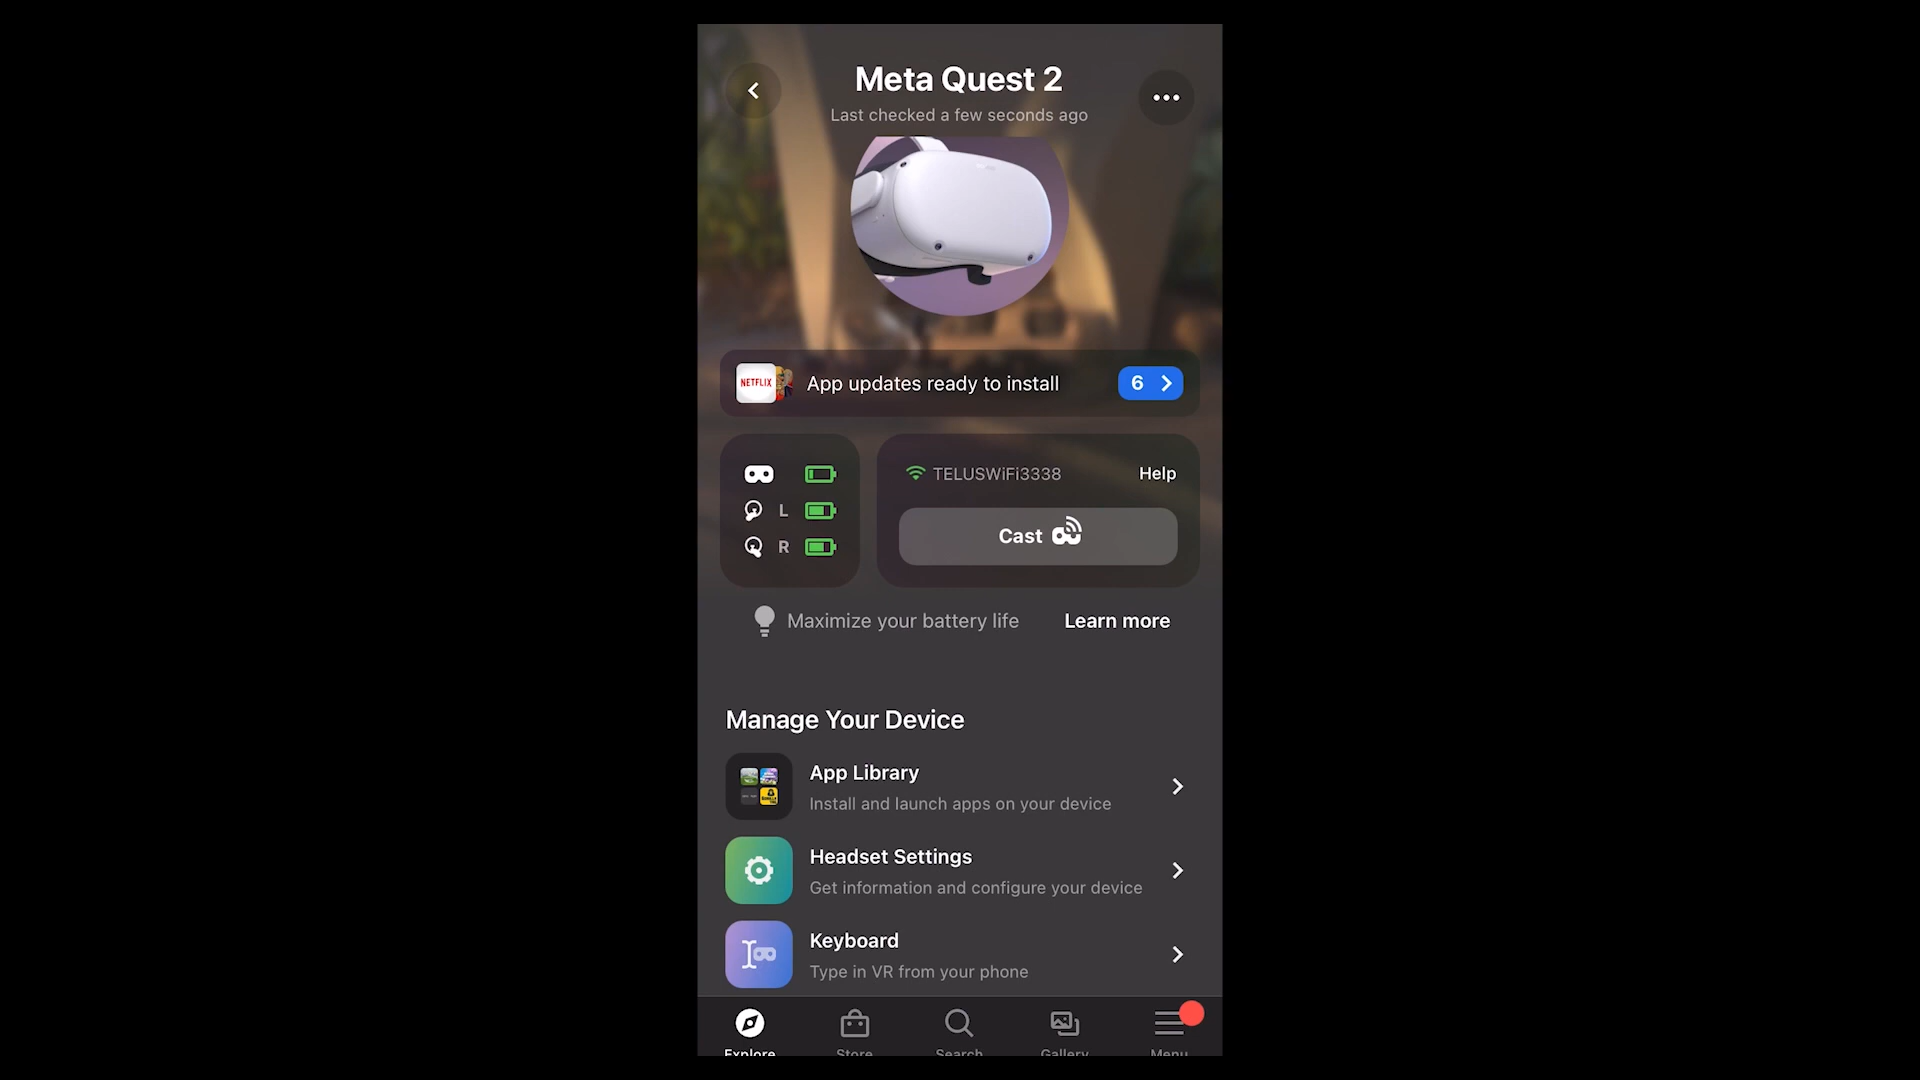 Meta Quest 2
Last checked a few seconds ago
NETFLIX
App updates ready to install
6
TELUSWiFi3338
Help
L
R
Cast
Maximize your battery life
Learn more
Manage Your Device
App Library
Install and launch apps on your device
Headset Settings
Get information and configure your device
Keyboard
Type in VR from your phone
Explore
Store
Search
Gallery
Menu